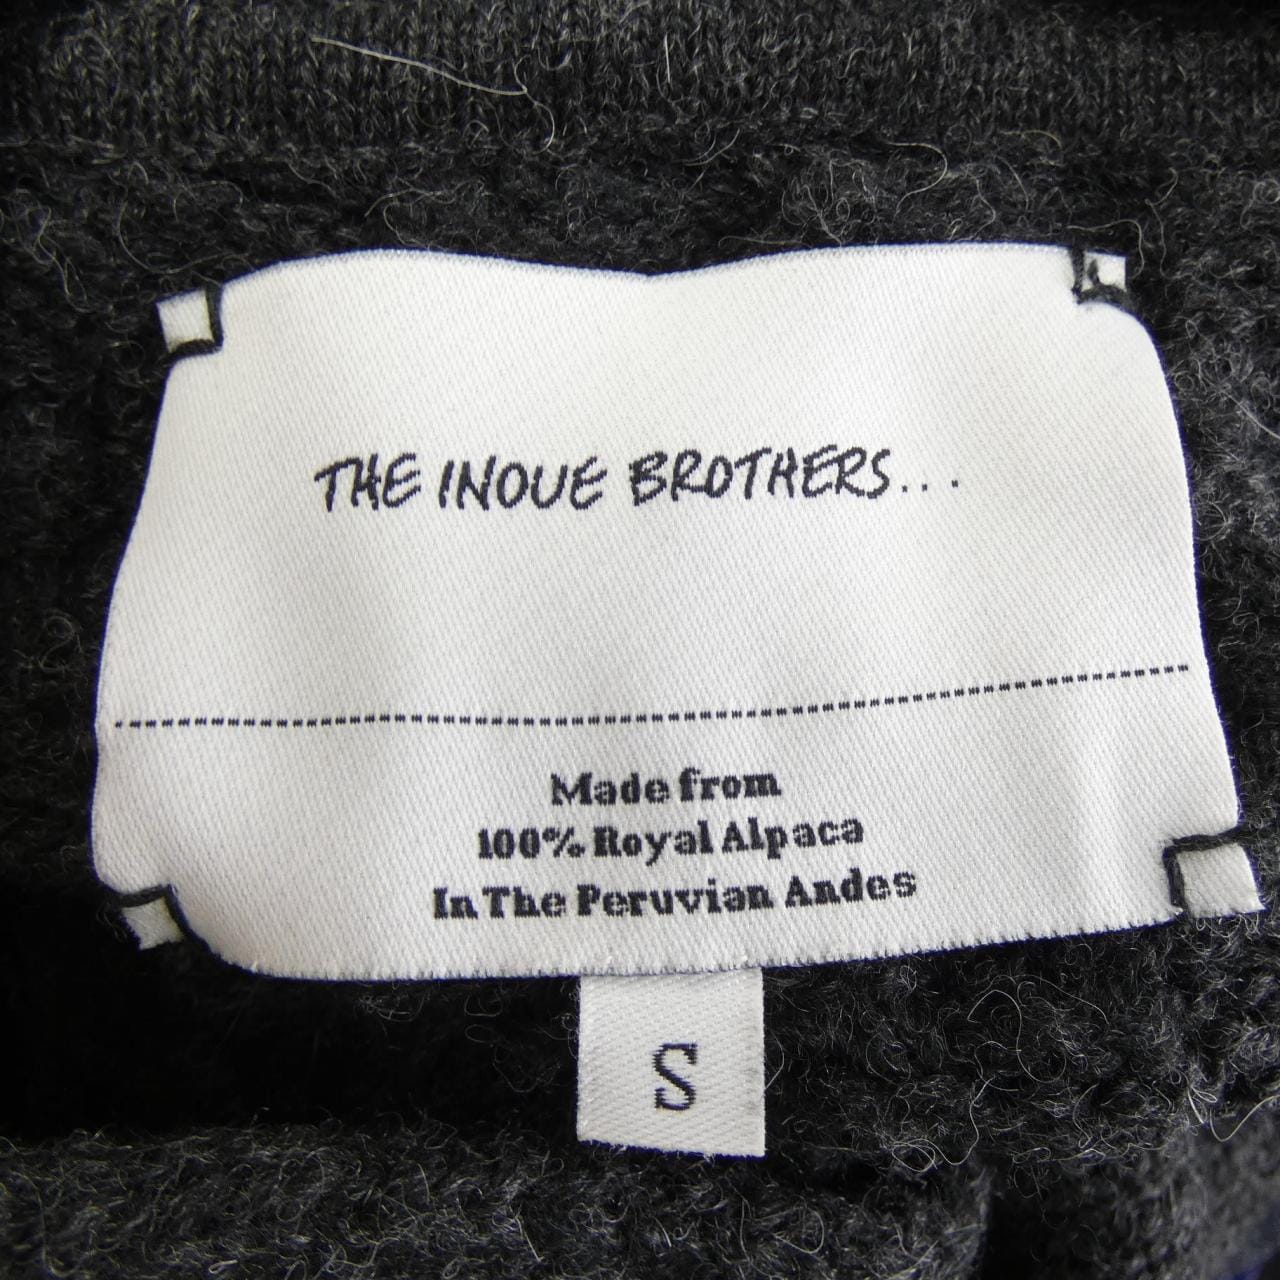 THE INOUE BROTHERS...
Made from
100% Royal Alpaca
In The Peruvian Andes
S